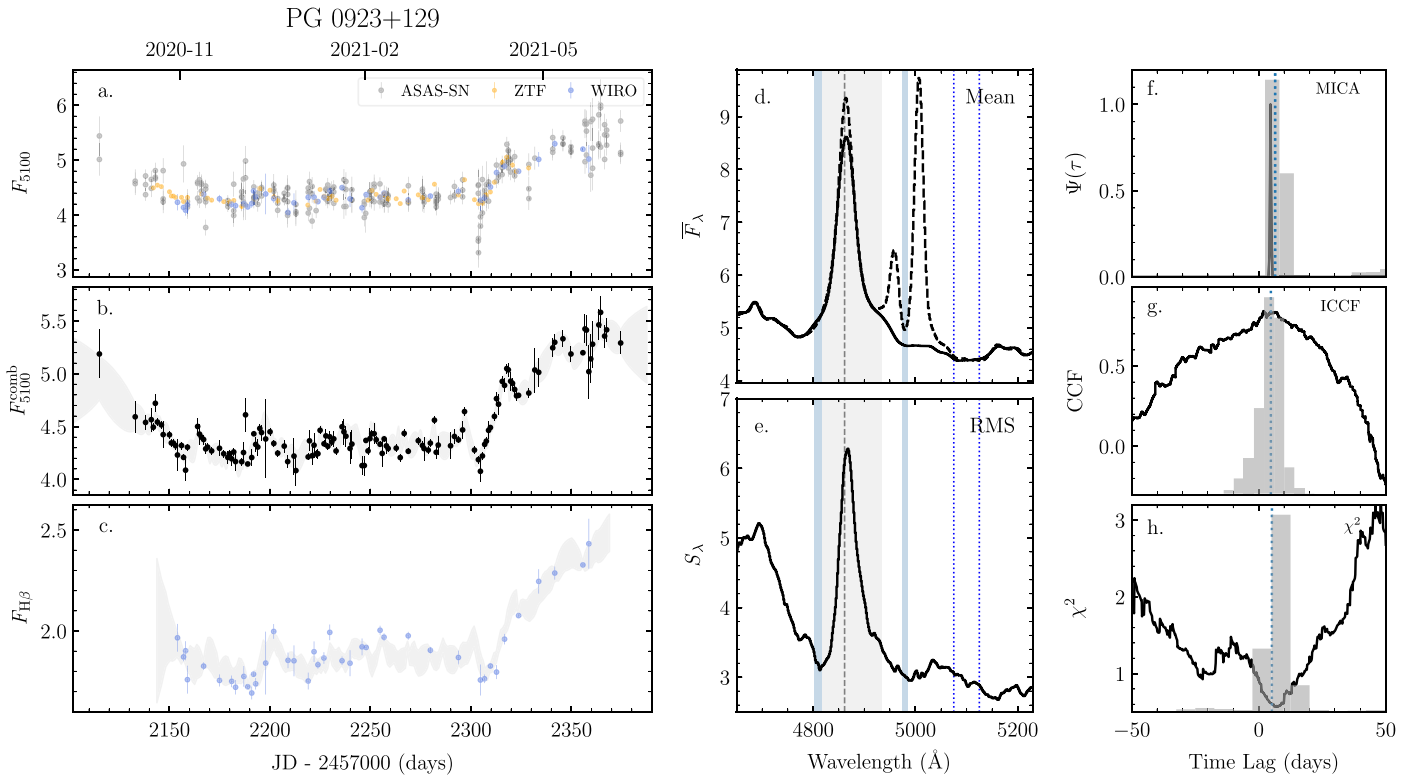 PG 0923+129
2020-11 2021-02 2021-05
a.
ASAS-SN ZTF WIRO
F5100
6
5
4
3
b.
F5100comb
5.5
5.0
4.5
4.0
c.
FHβ
2.5
2.0
2150 2200 2250 2300 2350
JD - 2457000 (days)
d.
Mean
F̅λ
9
8
7
6
5
4
e.
RMS
Sλ
7
6
5
4
3
4800 5000 5200
Wavelength (Å)
f.
MICA
Ψ(τ)
1.0
0.5
0.0
g.
ICCF
CCF
0.5
0.0
h.
χ²
χ²
3
2
1
−50 0 50
Time Lag (days)